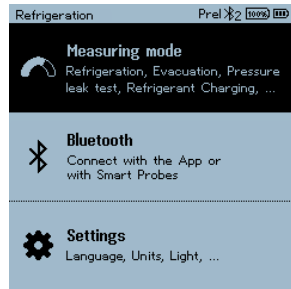 Refrigeration Prel 2 100%
Measuring mode
Refrigeration, Evacuation, Pressure
leak test, Refrigerant Charging, ...
Bluetooth
Connect with the App or
with Smart Probes
Settings
Language, Units, Light, ...